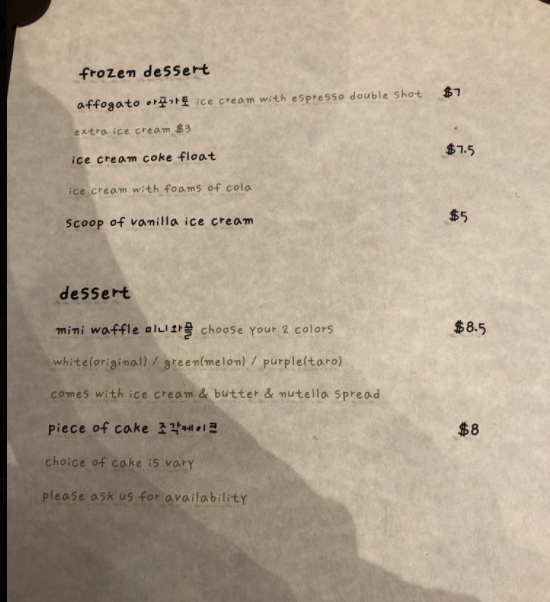 frozen dessert
affogato 아포가토 ice cream with espresso double shot $7
extra ice cream $3
ice cream coke float $7.5
ice cream with foams of cola
scoop of vanilla ice cream $5
dessert
mini waffle 미니와플 choose your 2 colors $8.5
white(original) / green(melon) / purple(taro)
comes with ice cream & butter & nutella spread
piece of cake 조각케이크 $8
choice of cake is vary
please ask us for availability